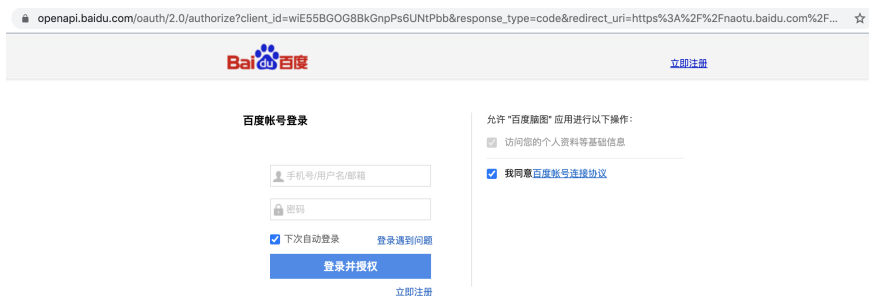 openapi.baidu.com/oauth/2.0/authorize?client_id=wiE55BGOG8BkGnpPs6UNtPbb&response_type=code&redirect_uri=https%3A%2F%2Fnaotu.baidu.com%2F...
Bai du 百度
立即注册
百度帐号登录
手机号/用户名/邮箱
密码
下次自动登录
登录遇到问题
登录并授权
立即注册
允许 "百度脑图" 应用进行以下操作：
访问您的个人资料等基础信息
我同意百度帐号连接协议